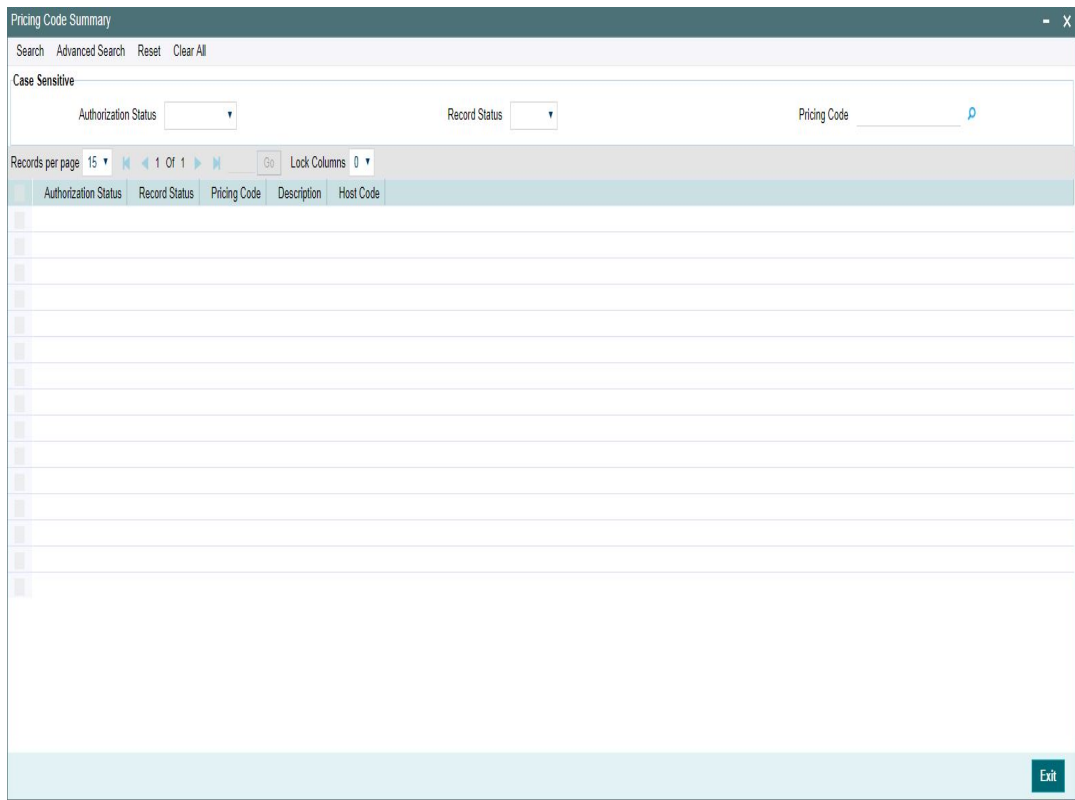 Pricing Code Summary - X
Search Advanced Search Reset Clear All
Case Sensitive
Authorization Status Record Status Pricing Code
Records per page 15 1 Of 1 Go Lock Columns 0
Authorization Status Record Status Pricing Code Description Host Code
Exit